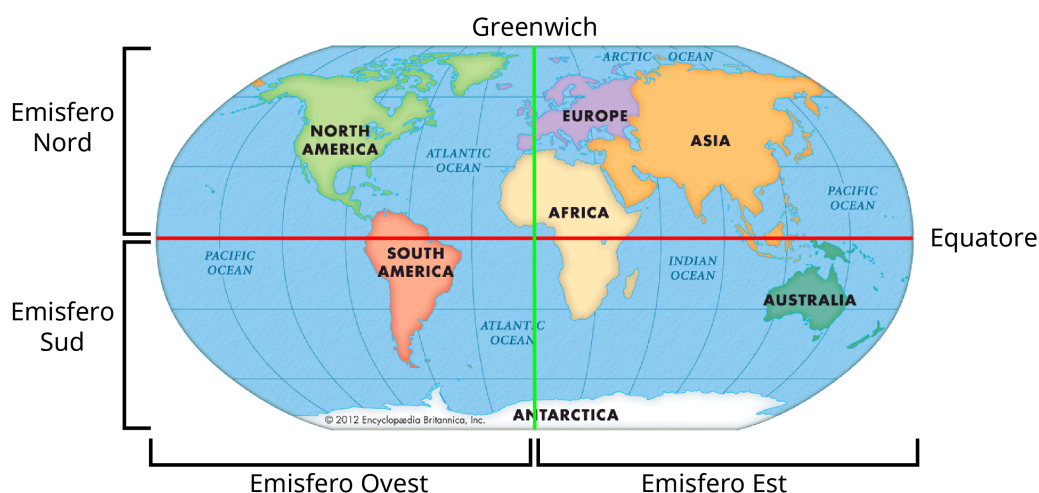 Greenwich
ARCTIC OCEAN
Emisfero
Nord
EUROPE
NORTH
AMERICA
ASIA
ATLANTIC
OCEAN
PACIFIC
OCEAN
AFRICA
Equatore
SOUTH
AMERICA
PACIFIC
OCEAN
INDIAN
OCEAN
Emisfero
Sud
AUSTRALIA
ATLANTIC
OCEAN
ANTARCTICA
© 2012 Encyclopædia Britannica, Inc.
Emisfero Ovest
Emisfero Est